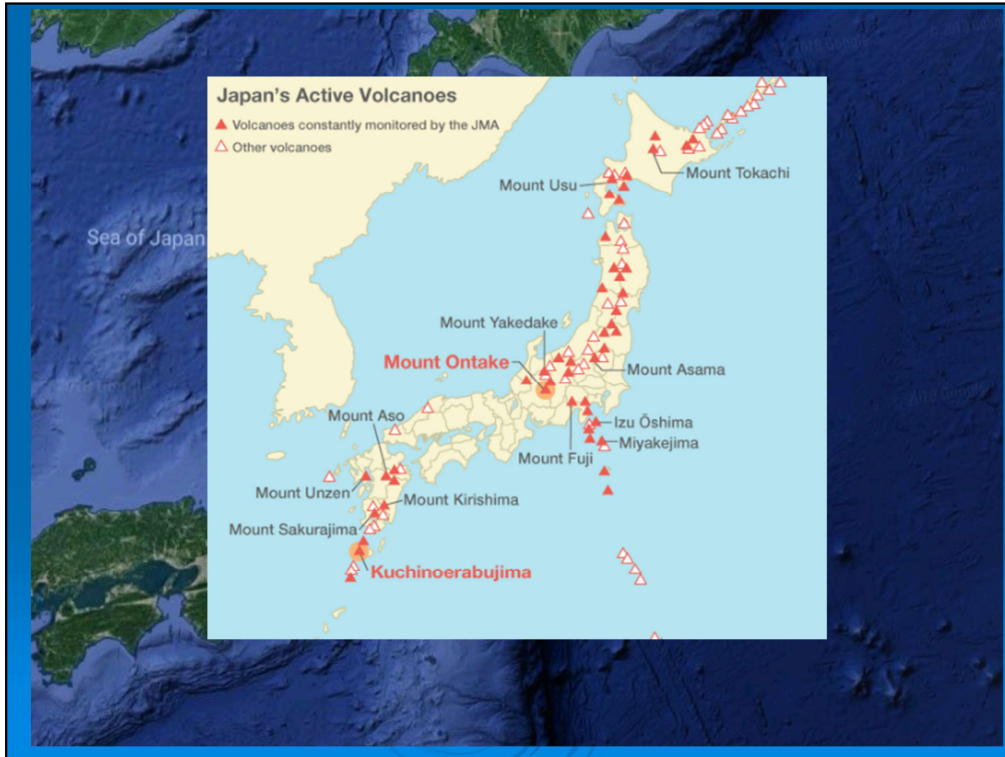 Japan's Active Volcanoes
Volcanoes constantly monitored by the JMA
Other volcanoes
Mount Tokachi
Mount Usu
Sea of Japan
Mount Yakedake
Mount Ontake
Mount Asama
Mount Aso
Izu Ōshima
Miyakejima
Mount Fuji
Mount Unzen
Mount Kirishima
Mount Sakurajima
Kuchinoerabujima